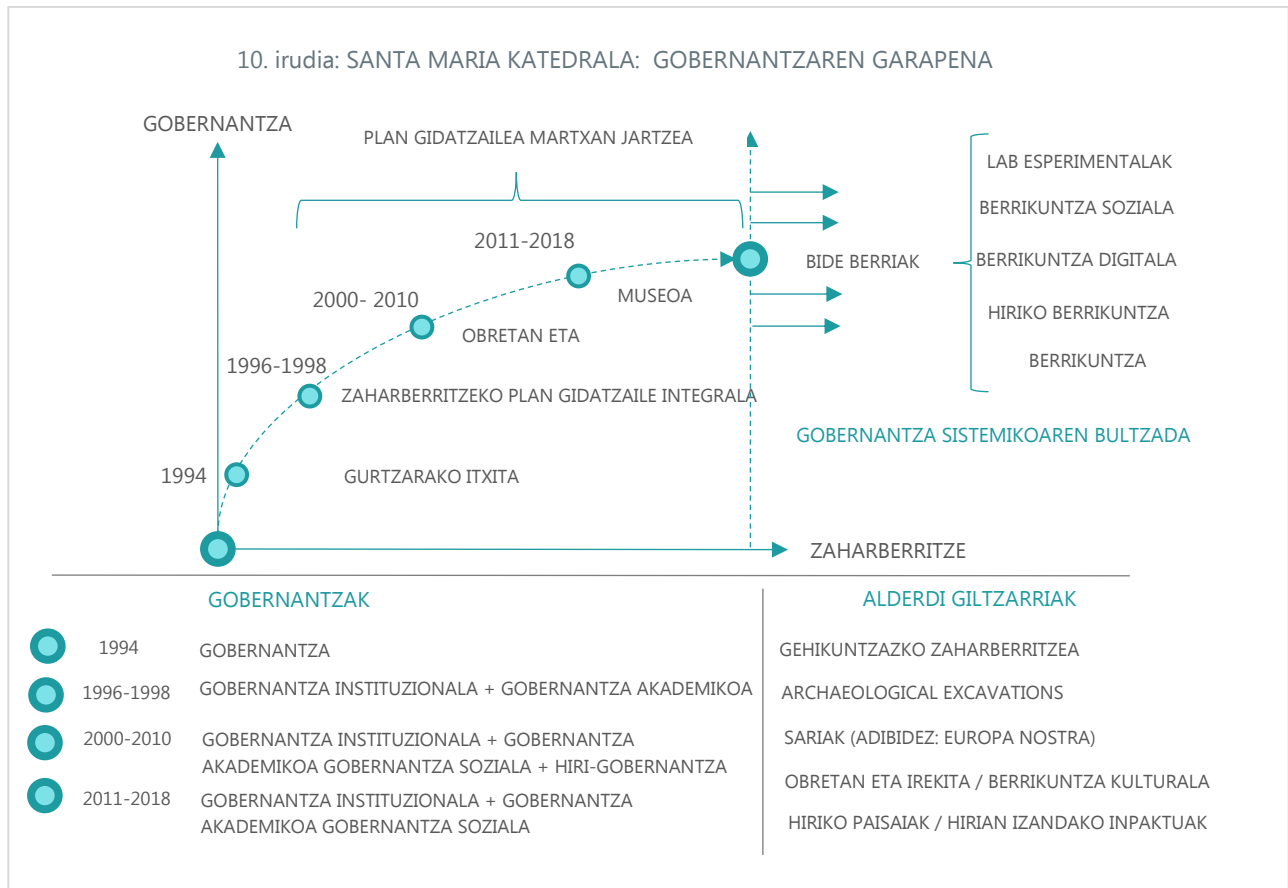 10. irudia: SANTA MARIA KATEDRALA: GOBERNANTZAREN GARAPENA
GOBERNANTZA
PLAN GIDATZAILEA MARTXAN JARTZEA
2011-2018
MUSEOA
2000- 2010
OBRETAN ETA
1996-1998
ZAHARBERRITZEKO PLAN GIDATZAILE INTEGRALA
1994
GURTZARAKO ITXITA
BIDE BERRIAK
LAB ESPERIMENTALAK
BERRIKUNTZA SOZIALA
BERRIKUNTZA DIGITALA
HIRIKO BERRIKUNTZA
BERRIKUNTZA
GOBERNANTZA SISTEMIKOAREN BULTZADA
ZAHARBERRITZE
GOBERNANTZAK
1994 GOBERNANTZA
1996-1998 GOBERNANTZA INSTITUZIONALA + GOBERNANTZA AKADEMIKOA
2000-2010 GOBERNANTZA INSTITUZIONALA + GOBERNANTZA
AKADEMIKOA GOBERNANTZA SOZIALA + HIRI-GOBERNANTZA
2011-2018 GOBERNANTZA INSTITUZIONALA + GOBERNANTZA
AKADEMIKOA GOBERNANTZA SOZIALA
ALDERDI GILTZARRIAK
GEHIKUNTZAZKO ZAHARBERRITZEA
ARCHAEOLOGICAL EXCAVATIONS
SARIAK (ADIBIDEZ: EUROPA NOSTRA)
OBRETAN ETA IREKITA / BERRIKUNTZA KULTURALA
HIRIKO PAISAIAK / HIRIAN IZANDAKO INPAKTUAK